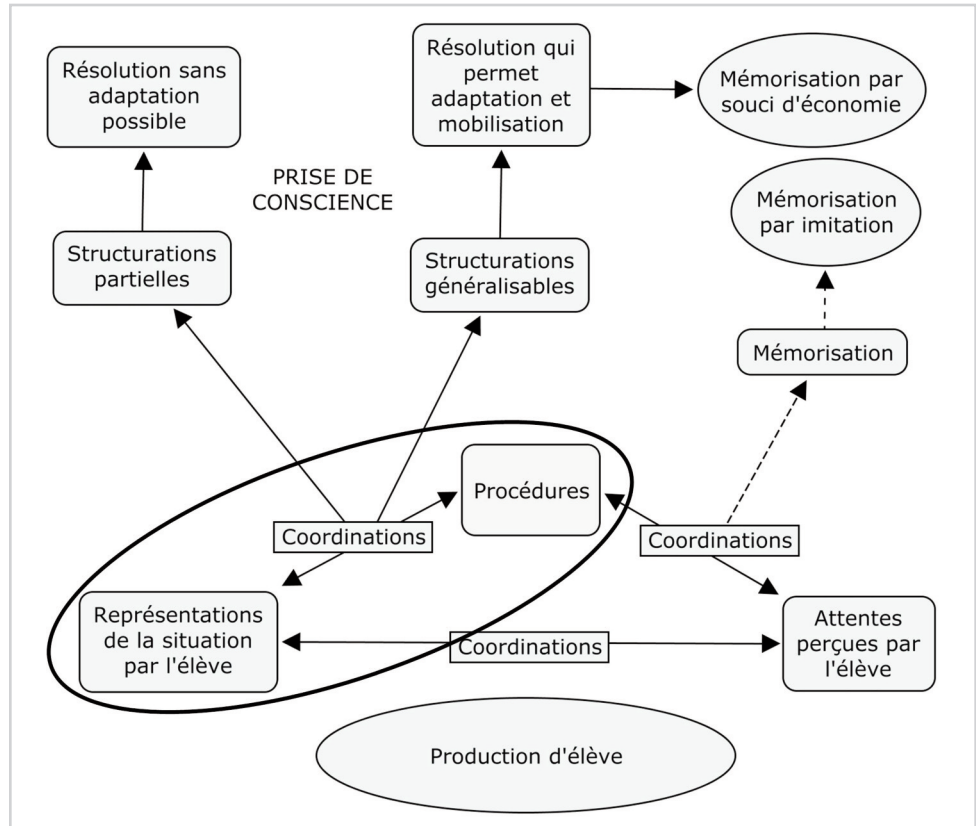 Résolution sans
adaptation
possible
Résolution qui
permet
adaptation et
mobilisation
Mémorisation par
souci d'économie
PRISE DE
CONSCIENCE
Mémorisation
par imitation
Structurations
partielles
Structurations
généralisables
Mémorisation
Procédures
Coordinations
Coordinations
Représentations
de la situation
par l'élève
Coordinations
Attentes
perçues par
l'élève
Production d'élève